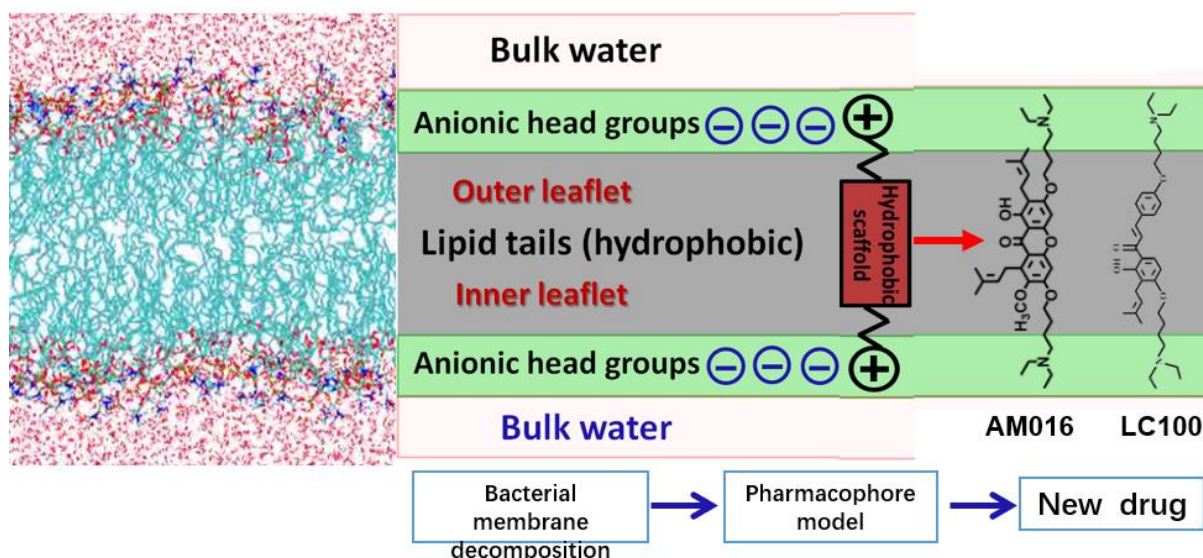 Bulk water
Anionic head groups
− − −
+
Outer leaflet
Lipid tails (hydrophobic)
Inner leaflet
Hydrophobic
scaffold
Anionic head groups
− − −
+
Bulk water
N
O
OH
O
O
H₃CO
O
N
AM016
N
O
O
OH
O
N
LC100
Bacterial
membrane
decomposition
Pharmacophore
model
New drug